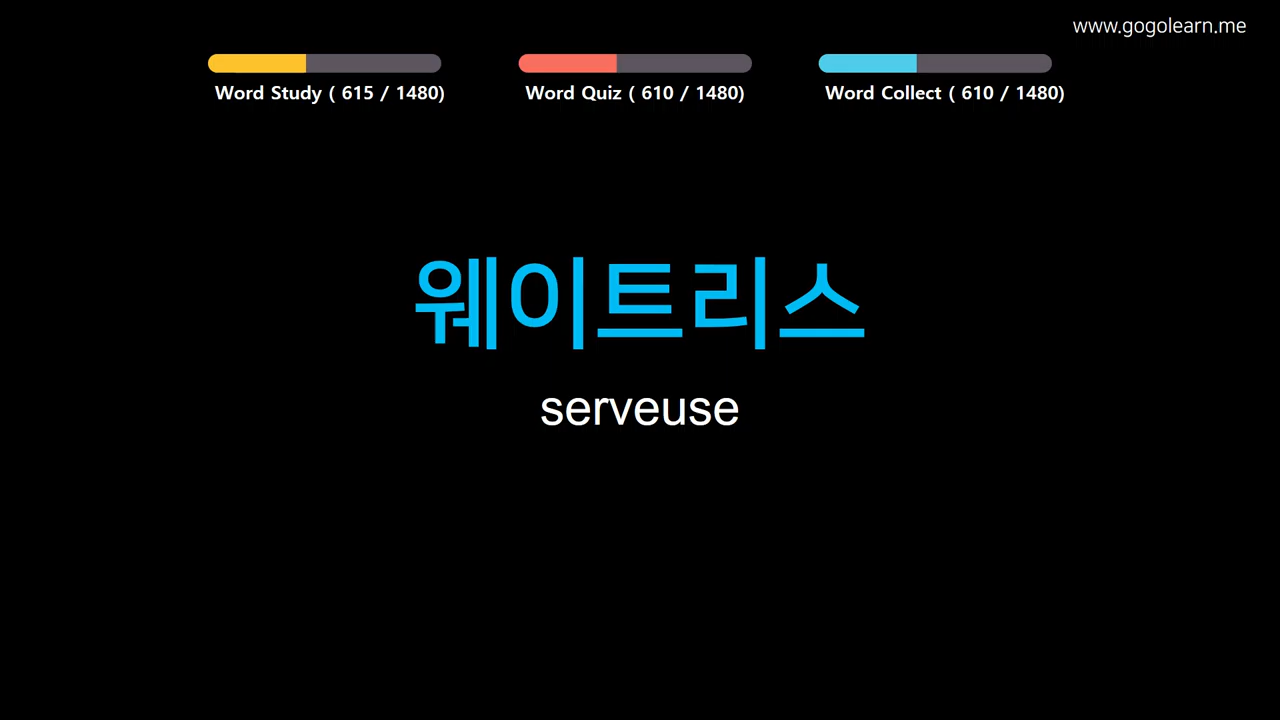 www.gogolearn.me
Word Study ( 615 / 1480)
Word Quiz ( 610 / 1480)
Word Collect ( 610 / 1480)
웨이트리스
serveuse